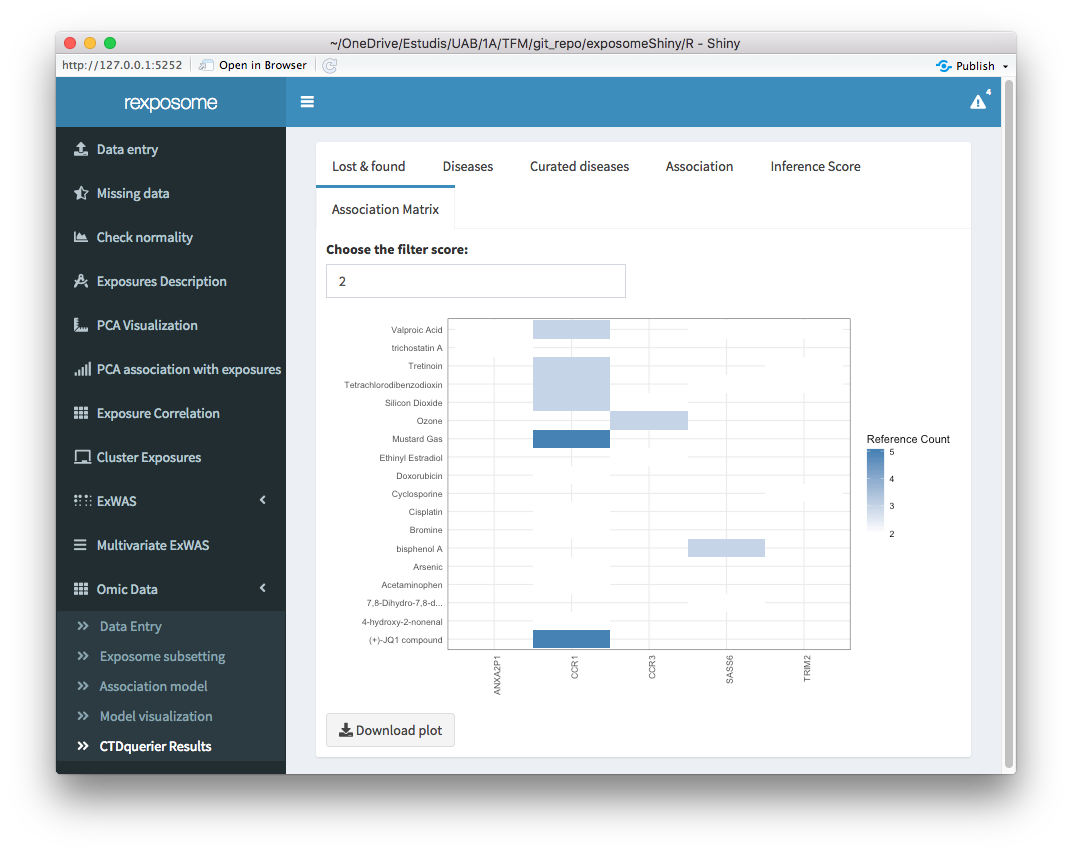 ~/OneDrive/Estudis/UAB/1A/TFM/git_repo/exposomeShiny/R - Shiny
http://127.0.0.1:5252 Open in Browser Publish
rexposome 4
Data entry
Missing data
Check normality
Exposures Description
PCA Visualization
PCA association with exposures
Exposure Correlation
Cluster Exposures
ExWAS
Multivariate ExWAS
Omic Data
Data Entry
Exposome subsetting
Association model
Model visualization
CTDquerier Results
Lost & found Diseases Curated diseases Association Inference Score
Association Matrix
Choose the filter score:
2
Valproic Acid
trichostatin A
Tretinoin
Tetrachlorodibenzodioxin
Silicon Dioxide
Ozone
Mustard Gas
Ethinyl Estradiol
Doxorubicin
Cyclosporine
Cisplatin
Bromine
bisphenol A
Arsenic
Acetaminophen
7,8-Dihydro-7,8-d...
4-hydroxy-2-nonenal
(+)-JQ1 compound
ANXA2P1
CCR1
CCR3
SASS6
TRIM2
Reference Count
5
4
3
2
Download plot